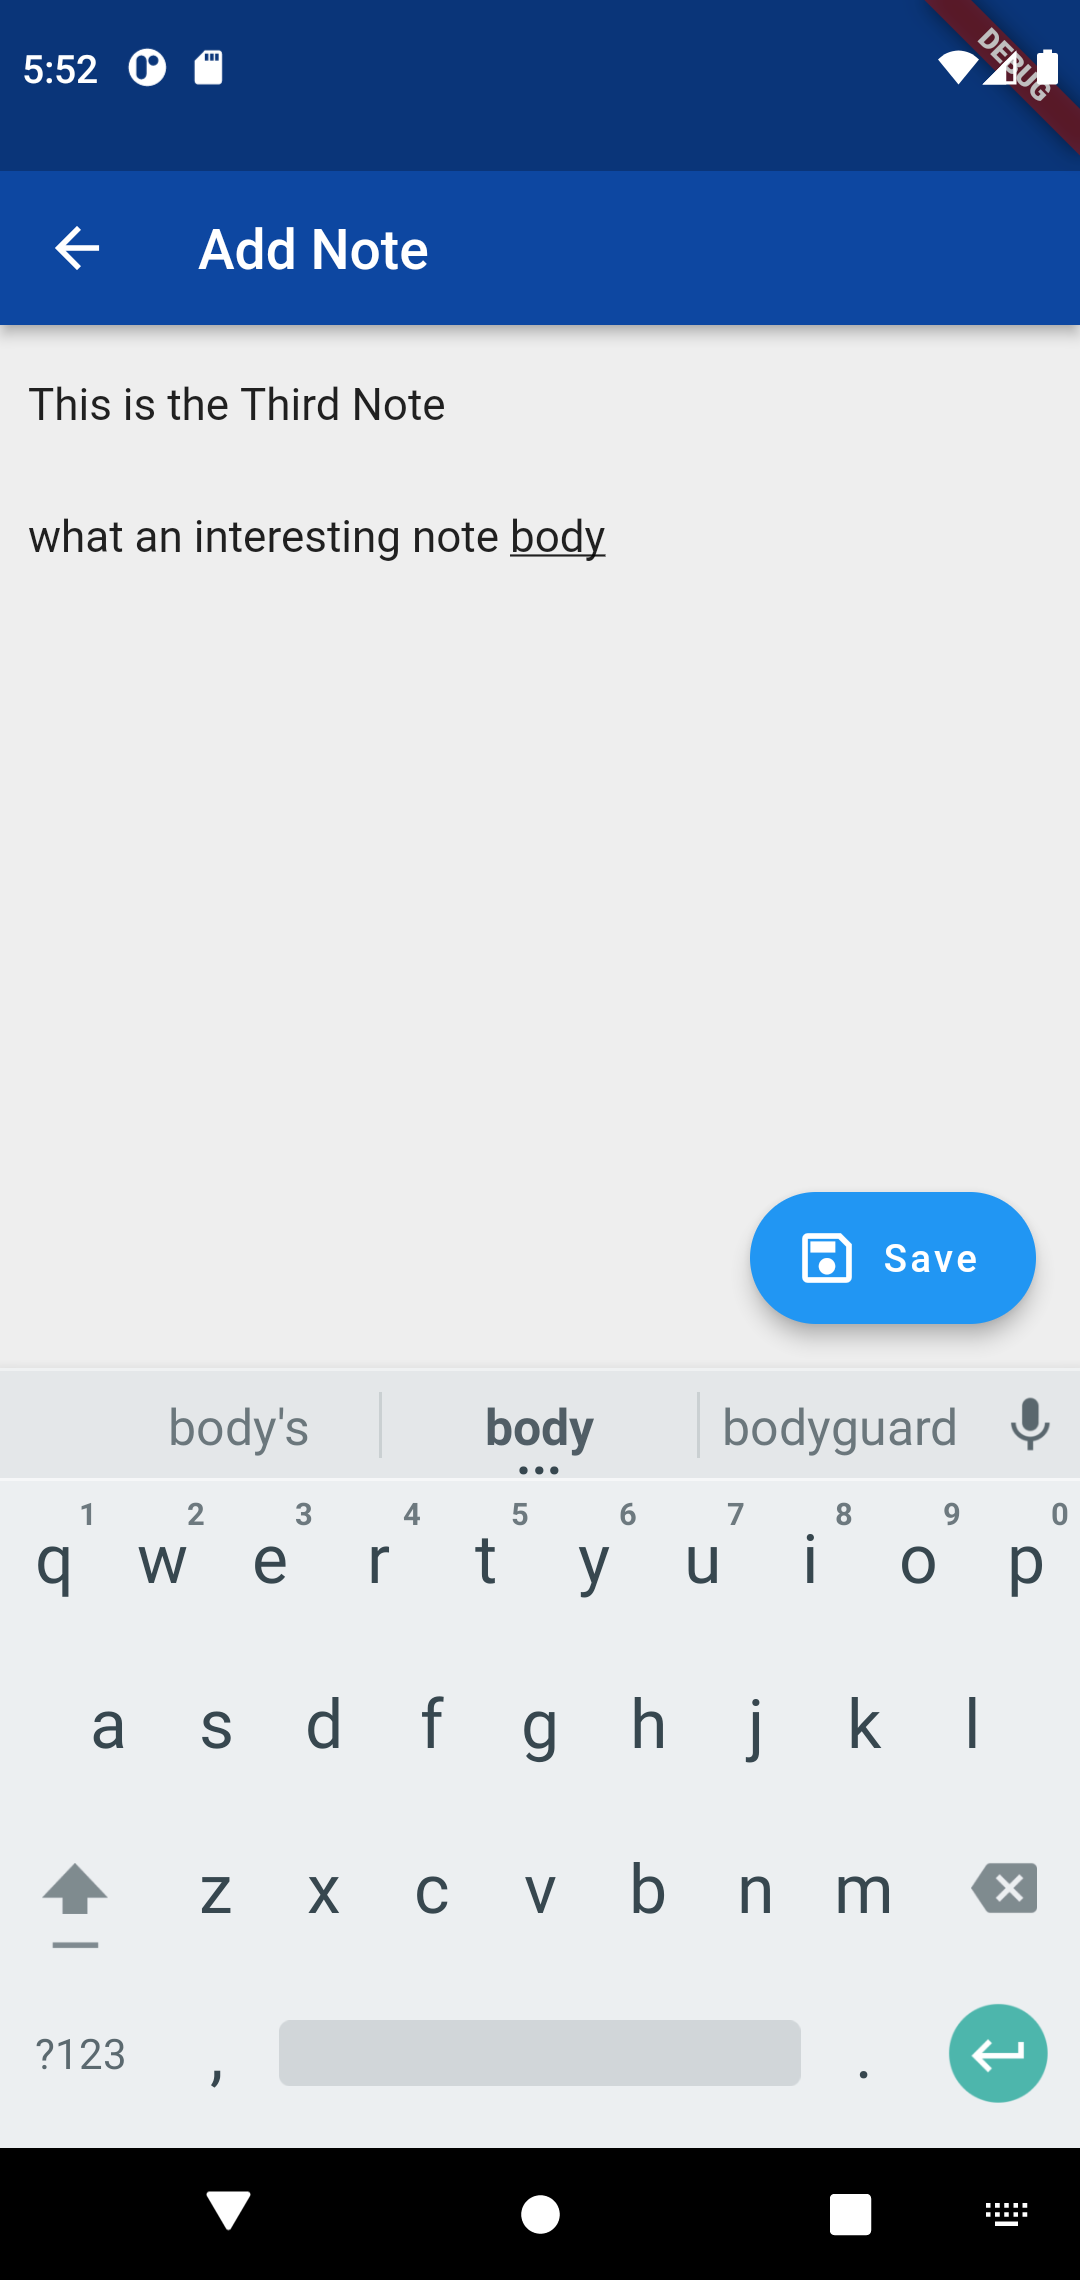 5:52
DEBUG
Add Note
This is the Third Note
what an interesting note body
Save
body's body bodyguard
1 2 3 4 5 6 7 8 9 0
q w e r t y u i o p
a s d f g h j k l
z x c v b n m
?123 , .